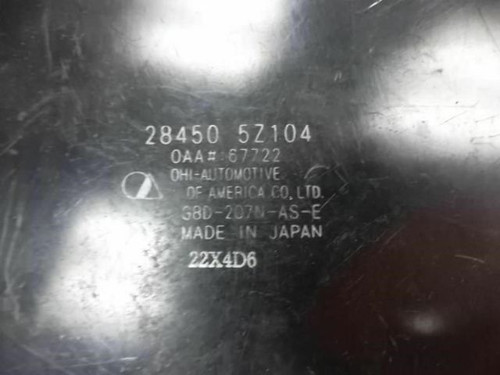 28450 5Z104
OAA#:67722
OHI-AUTOMOTIVE
OF AMERICA CO, LTD.
GBD-207N-AS-E
MADE IN JAPAN
22X4D6